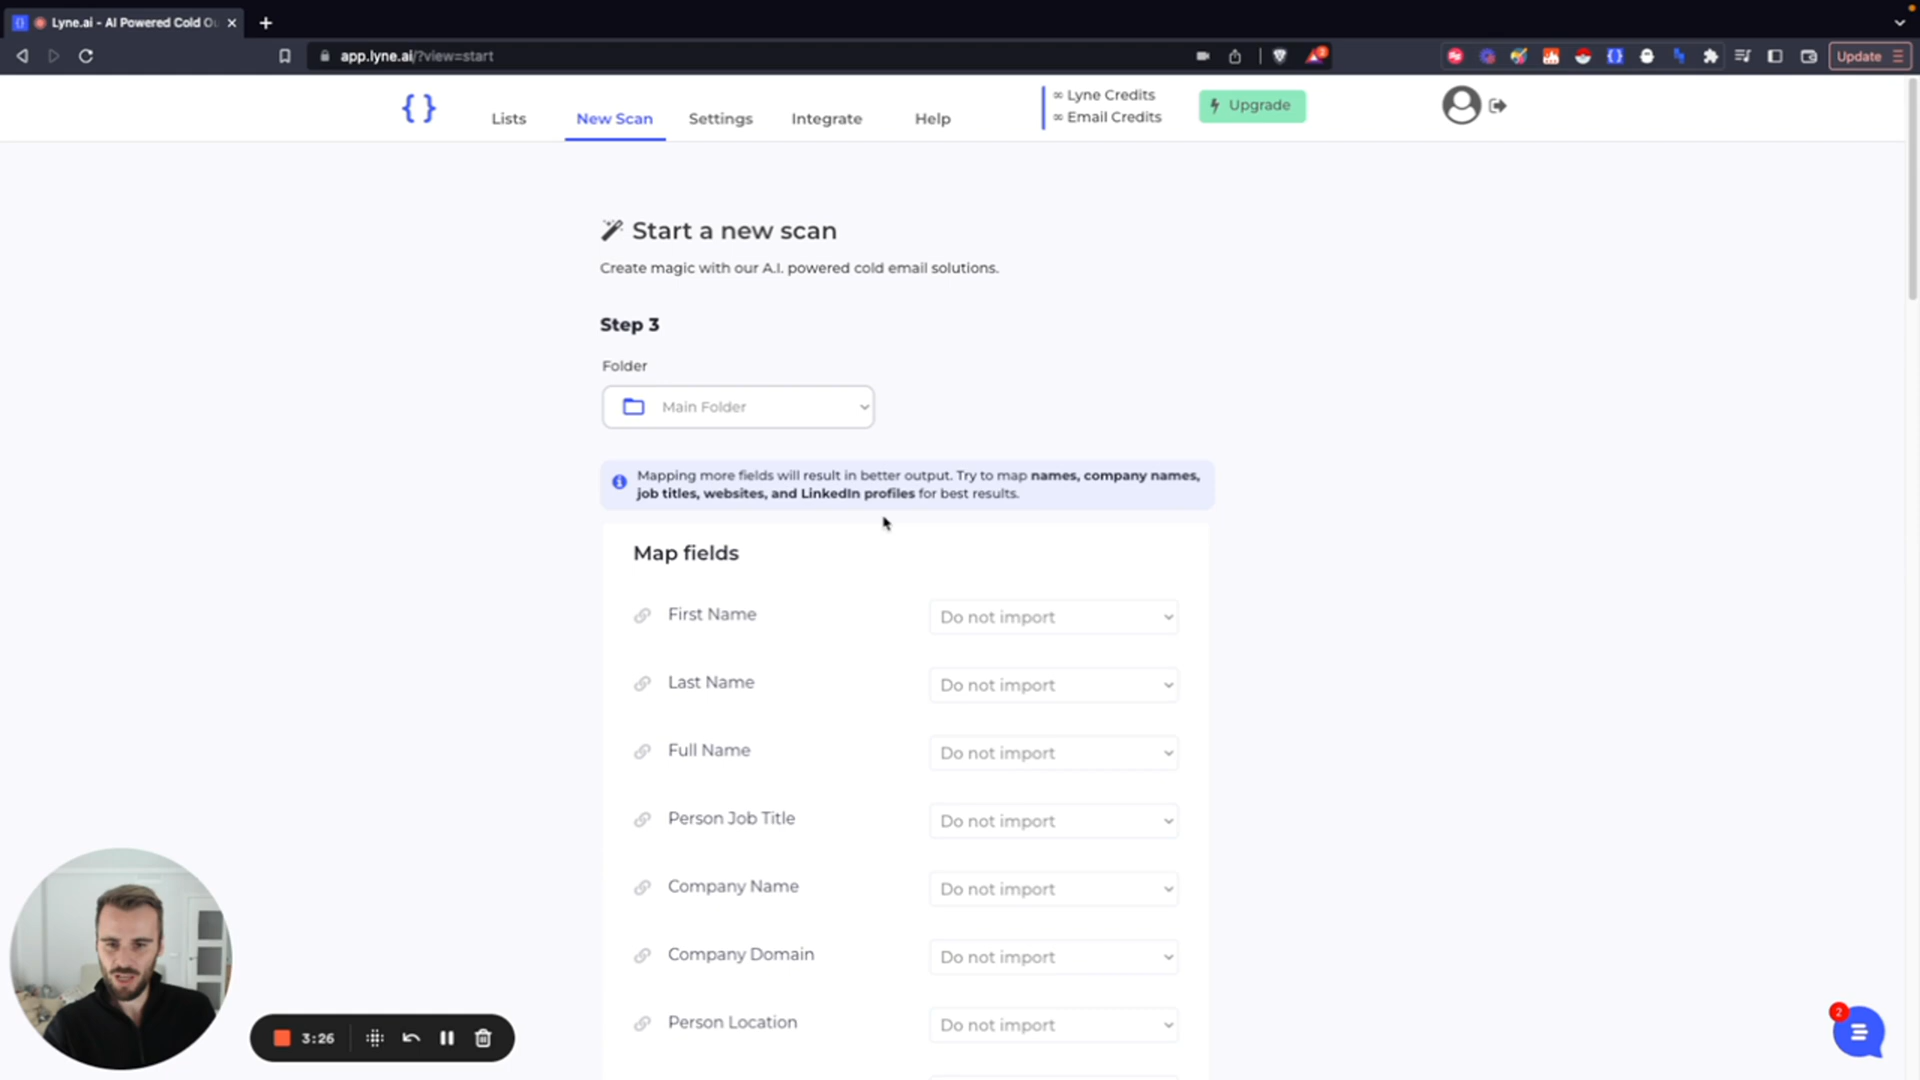 Lyne.ai - AI Powered Cold O
app.lyne.ai/?view=start
Update
{ }
Lists
New Scan
Settings
Integrate
Help
∞ Lyne Credits
∞ Email Credits
Upgrade
Start a new scan
Create magic with our A.I. powered cold email solutions.
Step 3
Folder
Main Folder
Mapping more fields will result in better output. Try to map names, company names,
job titles, websites, and LinkedIn profiles for best results.
Map fields
First Name
Do not import
Last Name
Do not import
Full Name
Do not import
Person Job Title
Do not import
Company Name
Do not import
Company Domain
Do not import
Person Location
Do not import
3:26
2